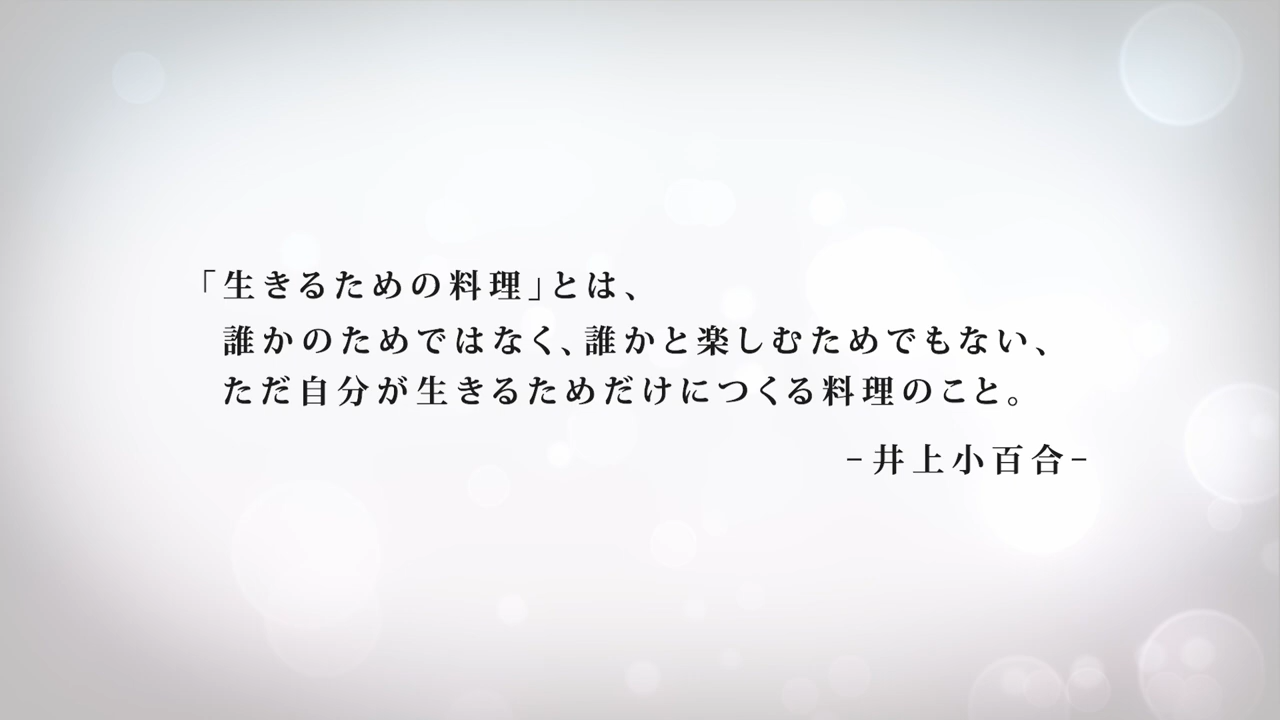 「生きるための料理」とは、
誰かのためではなく、誰かと楽しむためでもない、
ただ自分が生きるためだけにつくる料理のこと。
−井上小百合−